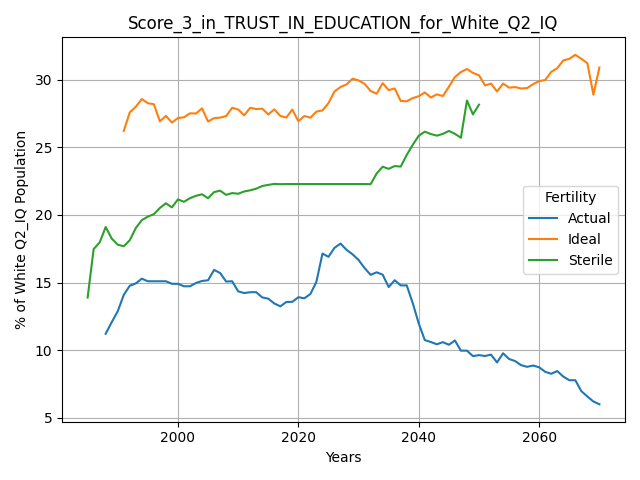 Score_3_in_TRUST_IN_EDUCATION_for_White_Q2_IQ
% of White Q2_IQ Population
30
25
20
15
10
5
Fertility
Actual
Ideal
Sterile
2000
2020
2040
2060
Years